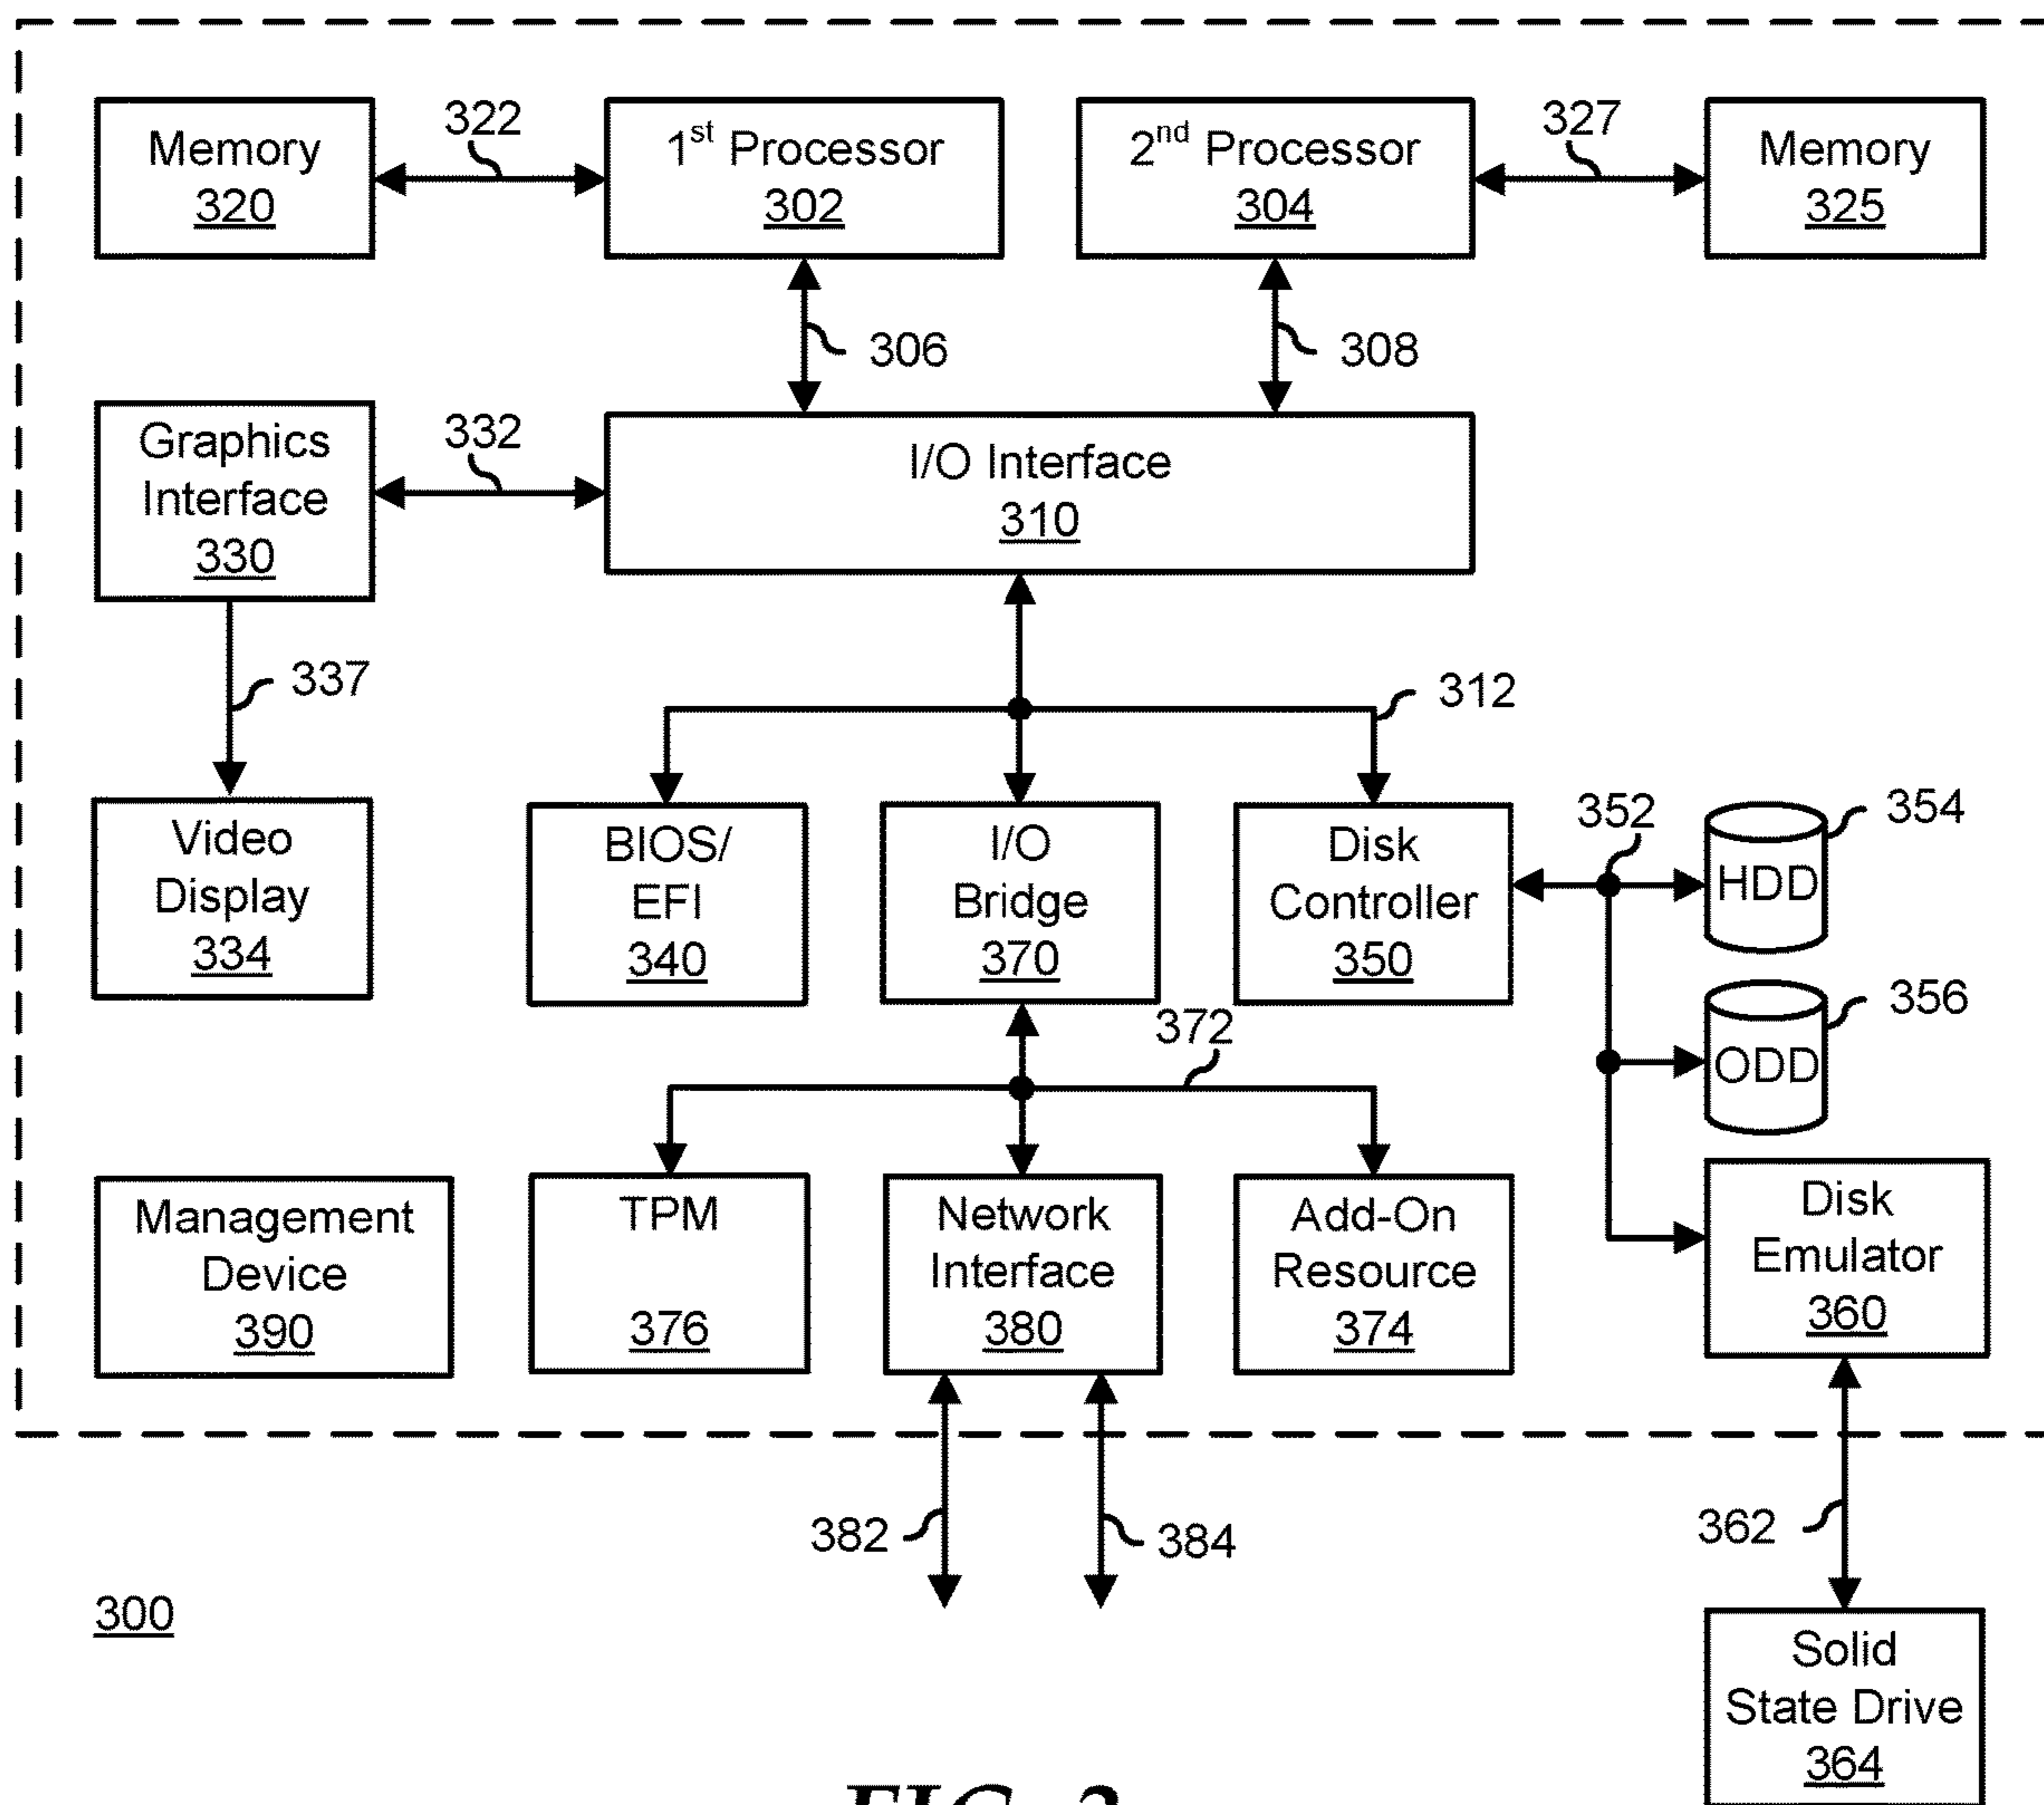 322
327
Memory
320
1st Processor
302
2nd Processor
304
Memory
325
306
308
Graphics
Interface
330
332
I/O Interface
310
337
312
Video
Display
334
BIOS/
EFI
340
I/O
Bridge
370
Disk
Controller
350
352
354
HDD
356
ODD
372
Management
Device
390
TPM
376
Network
Interface
380
Add-On
Resource
374
Disk
Emulator
360
382
384
362
300
Solid
State Drive
364